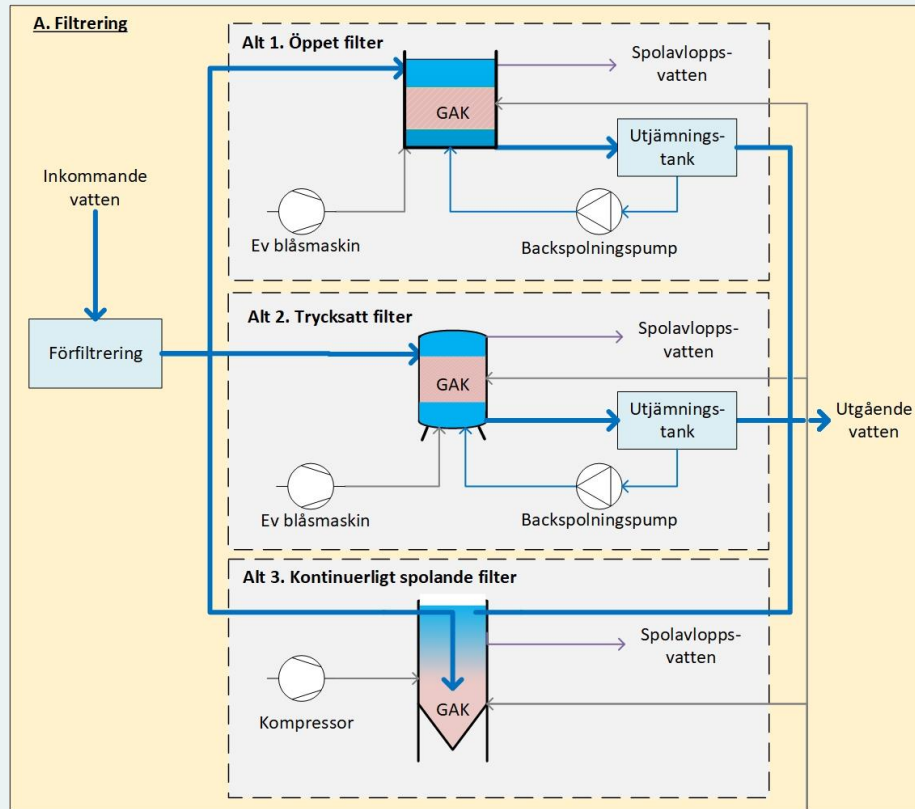 A. Filtrering
Alt 1. Öppet filter
Spolavlopps-
vatten
GAK
Utjämnings-
tank
Inkommande
vatten
Ev blåsmaskin
Backspolningspump
Alt 2. Trycksatt filter
Spolavlopps-
vatten
Förfiltrering
GAK
Utjämnings-
tank
Utgående
vatten
Ev blåsmaskin
Backspolningspump
Alt 3. Kontinuerligt spolande filter
Spolavlopps-
vatten
GAK
Kompressor